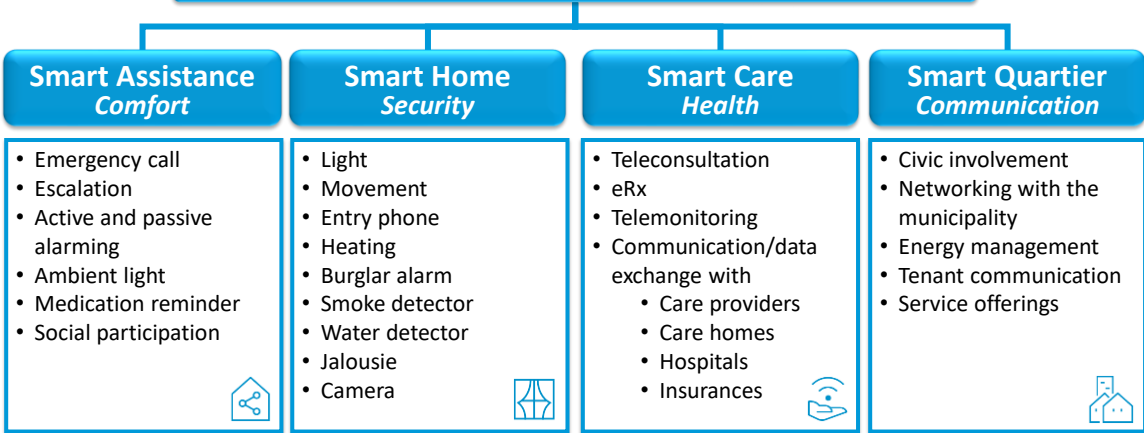 Smart Assistance
Comfort
• Emergency call
• Escalation
• Active and passive
alarming
• Ambient light
• Medication reminder
• Social participation
Smart Home
Security
• Light
• Movement
• Entry phone
• Heating
• Burglar alarm
• Smoke detector
• Water detector
• Jalousie
• Camera
Smart Care
Health
• Teleconsultation
• eRx
• Telemonitoring
• Communication/data
exchange with
• Care providers
• Care homes
• Hospitals
• Insurances
Smart Quartier
Communication
• Civic involvement
• Networking with the
municipality
• Energy management
• Tenant communication
• Service offerings